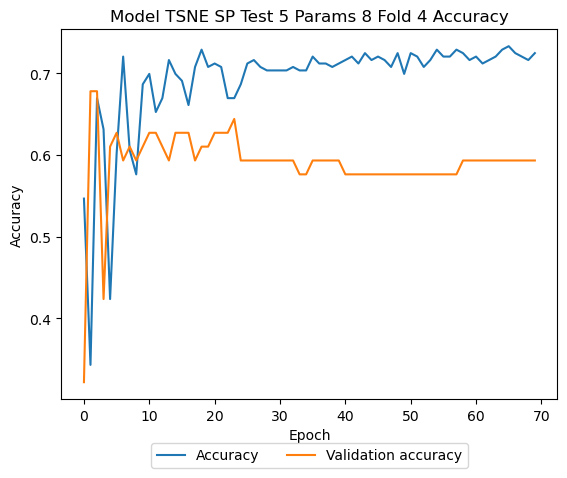 Model TSNE SP Test 5 Params 8 Fold 4 Accuracy
Accuracy
0.7
0.6
0.5
0.4
0 10 20 30 40 50 60 70
Epoch
Accuracy Validation accuracy